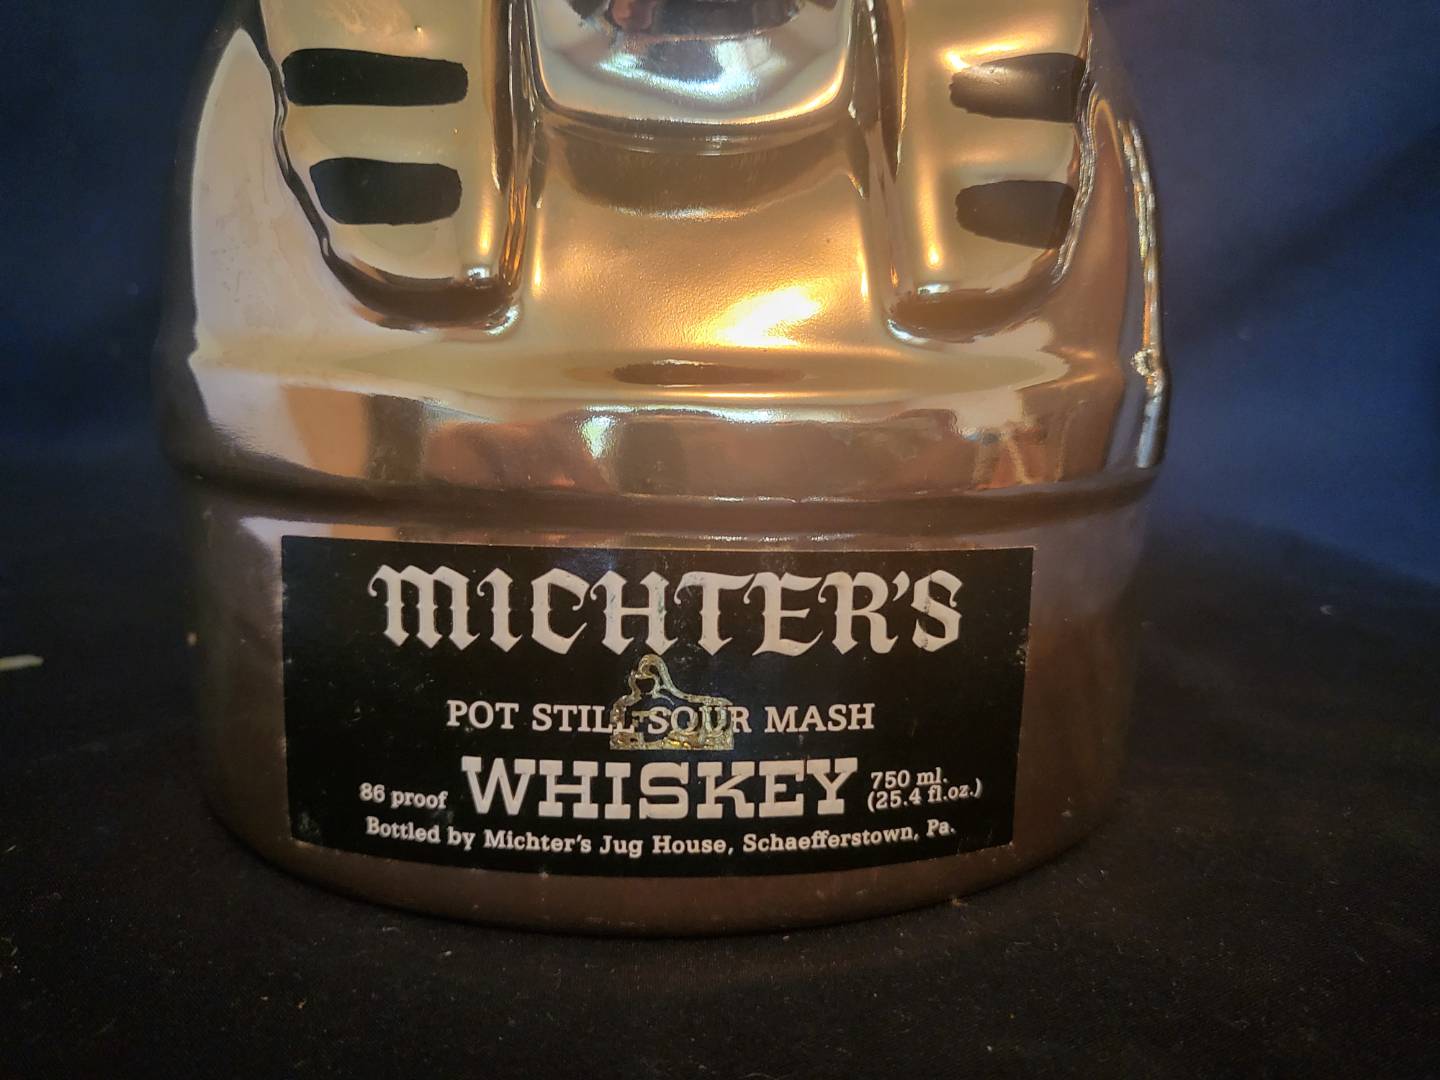 MICHTER'S
POT STILL SOUR MASH
86 proof WHISKEY 750 ml.
(25.4 fl.oz.)
Bottled by Michter's Jug House, Schaefferstown, Pa.